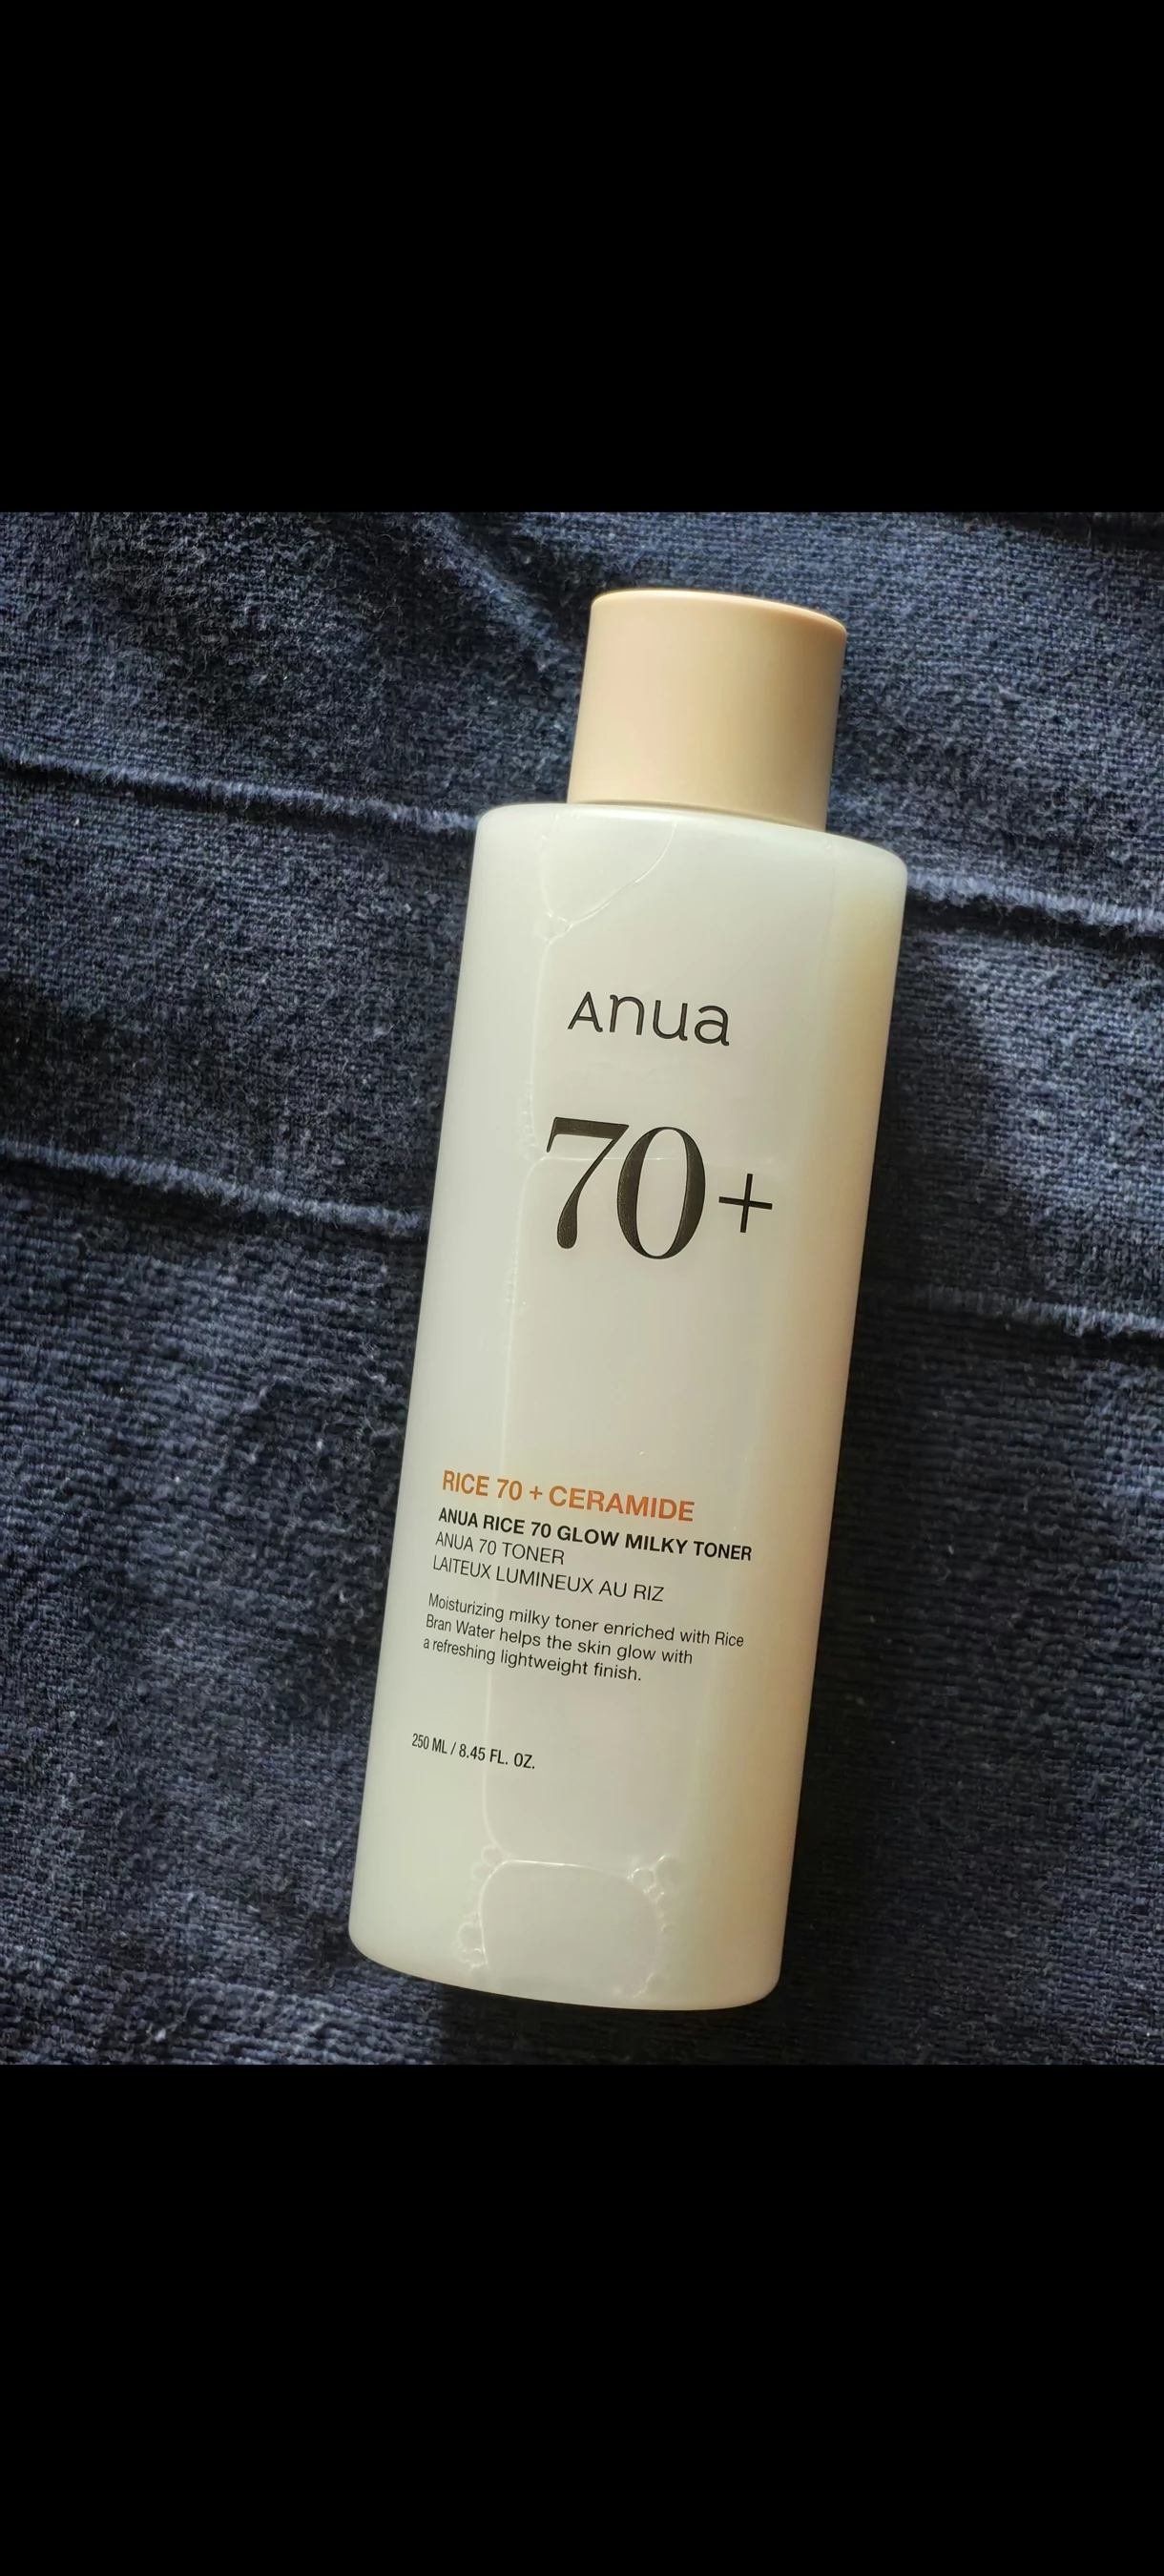 Anua
70+
RICE 70 + CERAMIDE
ANUA RICE 70 GLOW MILKY TONER
ANUA 70 TONER
LAITEUX LUMINEUX AU RIZ
Moisturizing milky toner enriched with Rice
Bran Water helps the skin glow with
a refreshing lightweight finish.
250 ML / 8.45 FL. OZ.